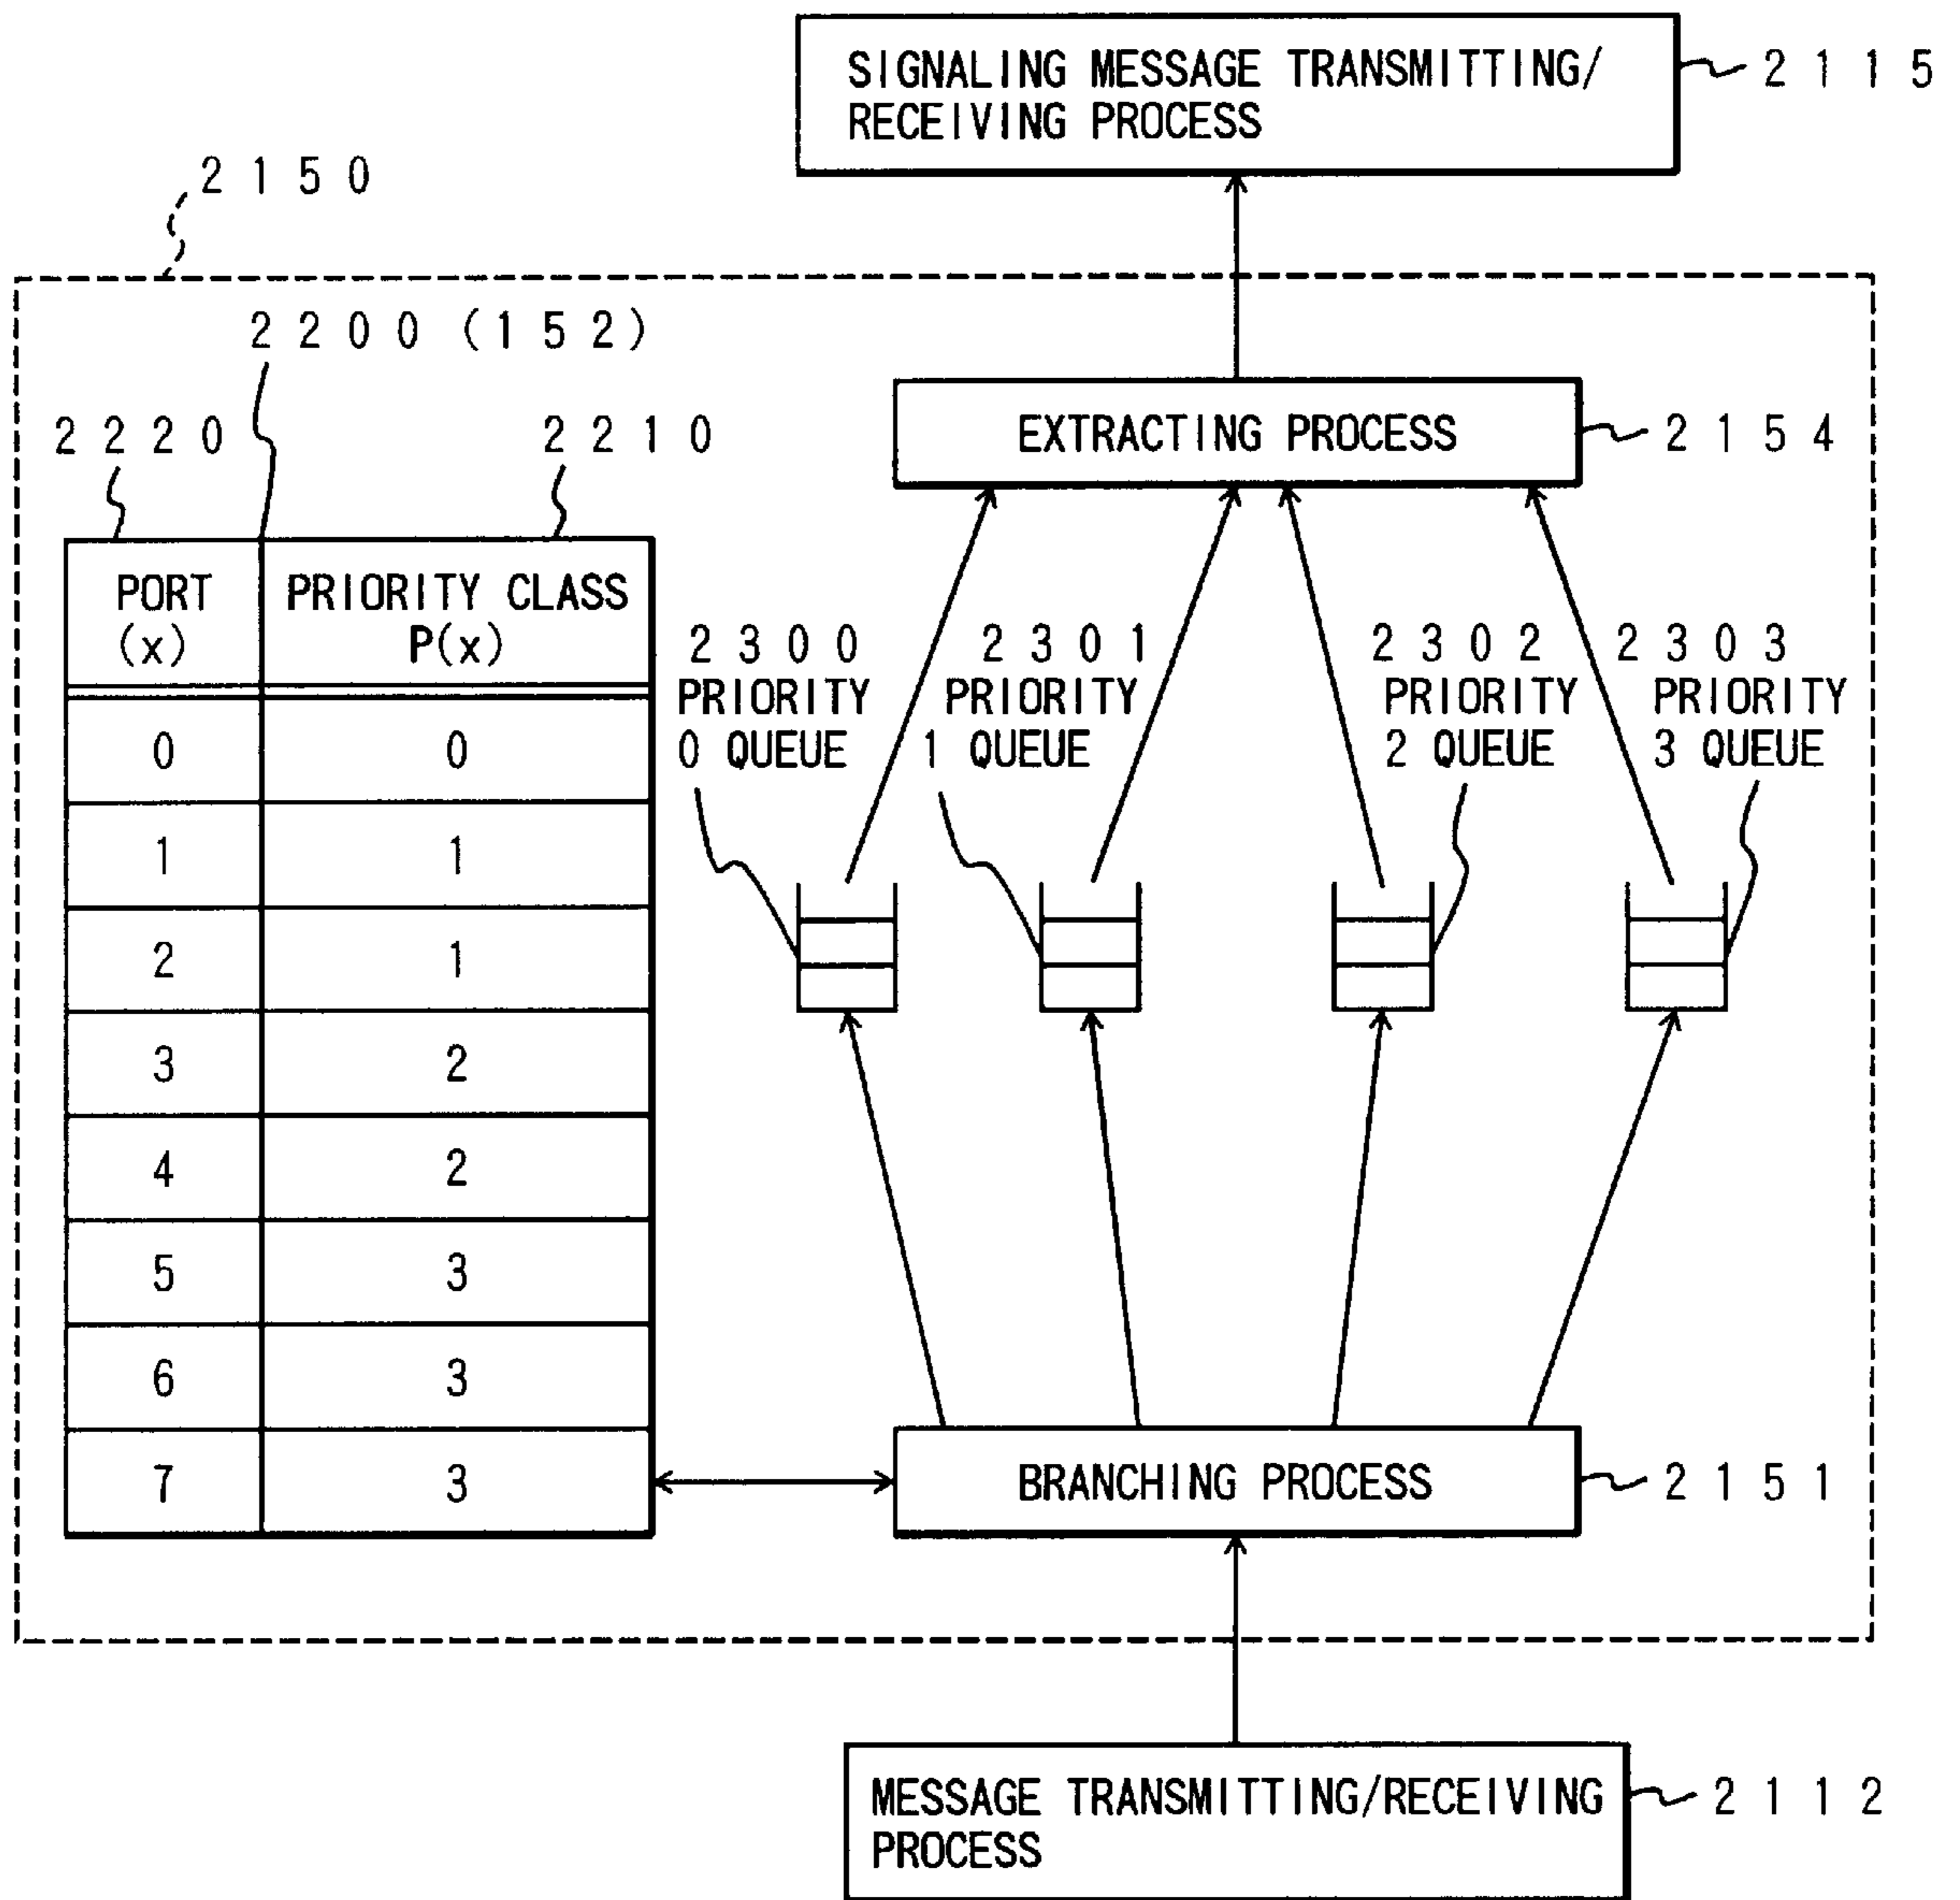 SIGNALING MESSAGE TRANSMITTING/
RECEIVING PROCESS
2115
2150
2200 (152)
2220
2210
EXTRACTING PROCESS
2154
PORT
(x)
PRIORITY CLASS
P(x)
0 0
1 1
2 1
3 2
4 2
5 3
6 3
7 3
2300
PRIORITY
0 QUEUE
2301
PRIORITY
1 QUEUE
2302
PRIORITY
2 QUEUE
2303
PRIORITY
3 QUEUE
BRANCHING PROCESS
2151
MESSAGE TRANSMITTING/RECEIVING
PROCESS
2112